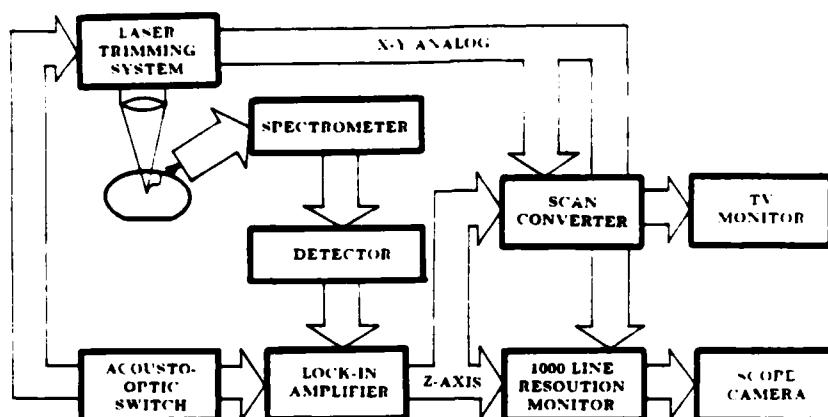 LASER
TRIMMING
SYSTEM
X-Y ANALOG
SPECTROMETER
SCAN
CONVERTER
TV
MONITOR
DETECTOR
ACOUSTO-
OPTIC
SWITCH
LOCK-IN
AMPLIFIER
Z-AXIS
1000 LINE
RESOUTION
MONITOR
SCOPE
CAMERA